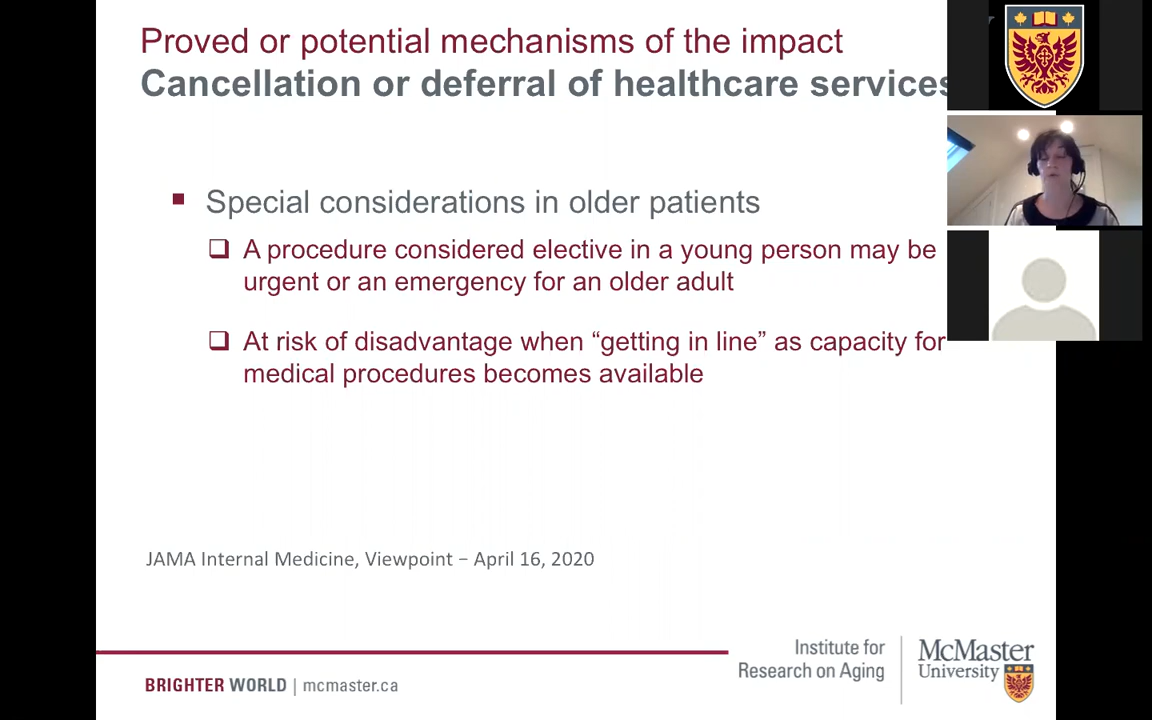 Proved or potential mechanisms of the impact
Cancellation or deferral of healthcare services
Special considerations in older patients
A procedure considered elective in a young person may be
urgent or an emergency for an older adult
At risk of disadvantage when “getting in line” as capacity for
medical procedures becomes available
JAMA Internal Medicine, Viewpoint – April 16, 2020
BRIGHTER WORLD | mcmaster.ca
Institute for
Research on Aging
McMaster
University